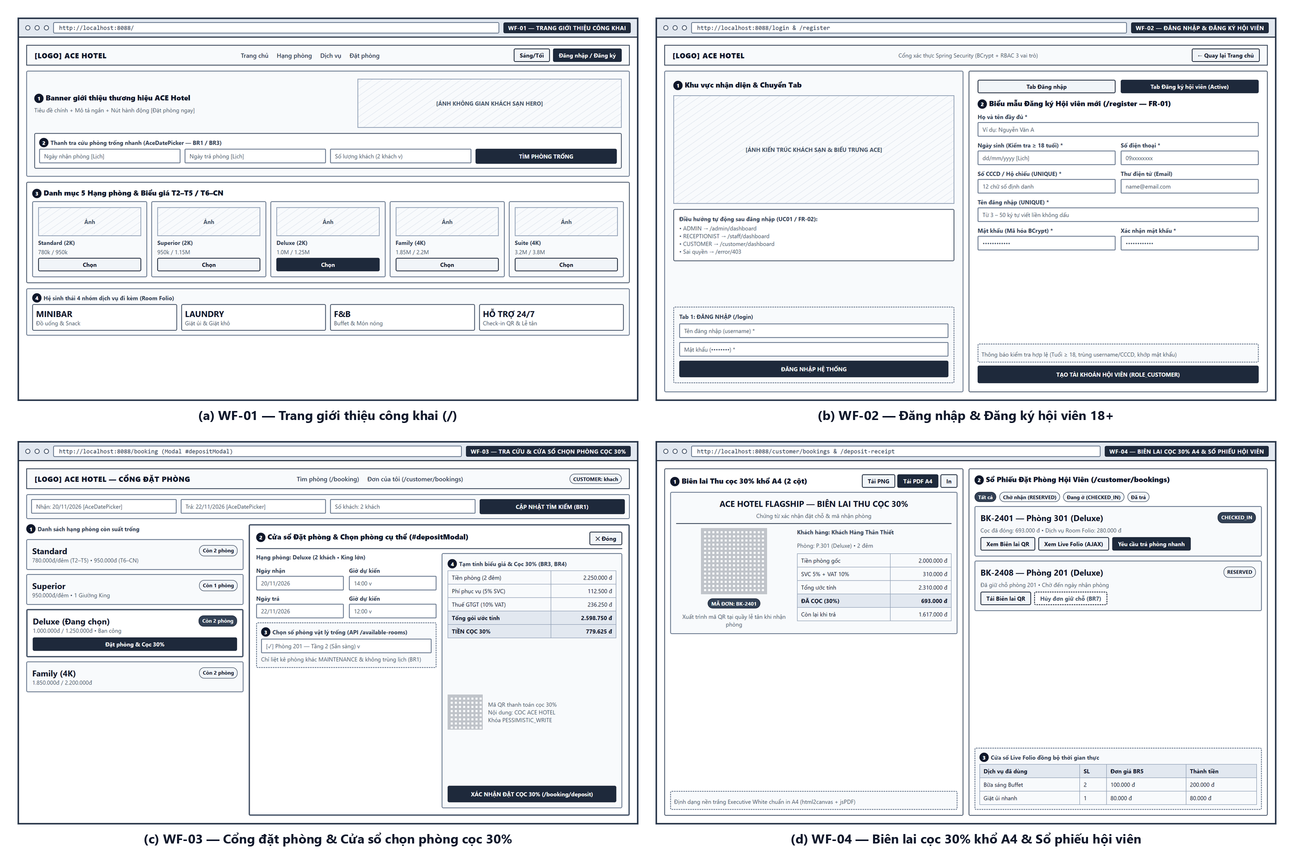 http://localhost:8088/
WF-01 — TRANG GIỚI THIỆU CÔNG KHAI
[LOGO] ACE HOTEL
Trang chủ Hạng phòng Dịch vụ Đặt phòng
Sáng/Tối
Đăng nhập / Đăng ký
1 Banner giới thiệu thương hiệu ACE Hotel
Tiêu đề chính + Mô tả ngắn + Nút hành động [Đặt phòng ngay]
[ẢNH KHÔNG GIAN KHÁCH SẠN HERO]
2 Thanh tra cứu phòng trống nhanh (AceDatePicker — BR1 / BR3)
Ngày nhận phòng [Lịch]
Ngày trả phòng [Lịch]
Số lượng khách (2 khách v)
TÌM PHÒNG TRỐNG
3 Danh mục 5 Hạng phòng & Biểu giá T2–T5 / T6–CN
Ảnh
Standard (2K)
780k / 950k
Chọn
Ảnh
Superior (2K)
950k / 1.15M
Chọn
Ảnh
Deluxe (2K)
1.0M / 1.25M
Chọn
Ảnh
Family (4K)
1.85M / 2.2M
Chọn
Ảnh
Suite (4K)
3.2M / 3.8M
Chọn
4 Hệ sinh thái 4 nhóm dịch vụ đi kèm (Room Folio)
MINIBAR
Đồ uống & Snack
LAUNDRY
Giặt ủi & Giặt khô
F&B
Buffet & Món nóng
HỖ TRỢ 24/7
Check-in QR & Lễ tân
(a) WF-01 — Trang giới thiệu công khai (/)
http://localhost:8088/login & /register
WF-02 — ĐĂNG NHẬP & ĐĂNG KÝ HỘI VIÊN
[LOGO] ACE HOTEL
Cổng xác thực Spring Security (BCrypt + RBAC 3 vai trò)
← Quay lại Trang chủ
1 Khu vực nhận diện & Chuyển Tab
[ẢNH KIẾN TRÚC KHÁCH SẠN & BIỂU TRƯNG ACE]
Điều hướng tự động sau đăng nhập (UC01 / FR-02):
• ADMIN → /admin/dashboard
• RECEPTIONIST → /staff/dashboard
• CUSTOMER → /customer/dashboard
• Sai quyền → /error/403
Tab 1: ĐĂNG NHẬP (/login)
Tên đăng nhập (username) *
Mật khẩu (••••••••) *
ĐĂNG NHẬP HỆ THỐNG
Tab Đăng nhập
Tab Đăng ký hội viên (Active)
2 Biểu mẫu Đăng ký Hội viên mới (/register — FR-01)
Họ và tên đầy đủ *
Ví dụ: Nguyễn Văn A
Ngày sinh (Kiểm tra ≥ 18 tuổi) *
Số điện thoại *
dd/mm/yyyy [Lịch]
09xxxxxxxx
Số CCCD / Hộ chiếu (UNIQUE) *
Thư điện tử (Email)
12 chữ số định danh
name@email.com
Tên đăng nhập (UNIQUE) *
Từ 3 – 50 ký tự viết liền không dấu
Mật khẩu (Mã hóa BCrypt) *
Xác nhận mật khẩu *
••••••••••••
••••••••••••
Thông báo kiểm tra hợp lệ (Tuổi ≥ 18, trùng username/CCCD, khớp mật khẩu)
TẠO TÀI KHOẢN HỘI VIÊN (ROLE_CUSTOMER)
(b) WF-02 — Đăng nhập & Đăng ký hội viên 18+
http://localhost:8088/booking (Modal #depositModal)
WF-03 — TRA CỨU & CỬA SỔ CHỌN PHÒNG CỌC 30%
[LOGO] ACE HOTEL — CỔNG ĐẶT PHÒNG
Tìm phòng (/booking) Đơn của tôi (/customer/bookings)
CUSTOMER: khach
Nhận: 20/11/2026 [AceDatePicker]
Trả: 22/11/2026 [AceDatePicker]
Số khách: 2 khách
CẬP NHẬT TÌM KIẾM (BR1)
1 Danh sách hạng phòng còn suất trống
Standard
Còn 2 phòng
780.000đ/đêm (T2–T5) • 950.000đ (T6–CN)
Superior
Còn 1 phòng
950.000đ/đêm • 1 Giường King
Deluxe (Đang chọn)
Còn 2 phòng
1.000.000đ / 1.250.000đ • Ban công
Đặt phòng & Cọc 30%
Family (4K)
Còn 2 phòng
1.850.000đ / 2.200.000đ
2 Cửa sổ Đặt phòng & Chọn phòng cụ thể (#depositModal)
✕ Đóng
Hạng phòng: Deluxe (2 khách • King lớn)
Ngày nhận
Giờ dự kiến
20/11/2026
14:00 v
Ngày trả
Giờ dự kiến
22/11/2026
12:00 v
3 Chọn số phòng vật lý trống (API /available-rooms)
[√] Phòng 201 — Tầng 2 (Sẵn sàng) v
Chỉ liệt kê phòng khác MAINTENANCE & không trùng lịch (BR1)
4 Tạm tính biểu giá & Cọc 30% (BR3, BR4)
Tiền phòng (2 đêm) 2.250.000 đ
Phí phục vụ (5% SVC) 112.500 đ
Thuế GTGT (10% VAT) 236.250 đ
Tổng gói ước tính 2.598.750 đ
TIỀN CỌC 30% 779.625 đ
Mã QR thanh toán cọc 30%
Nội dung: COC ACE HOTEL
Khóa PESSIMISTIC_WRITE
XÁC NHẬN ĐẶT CỌC 30% (/booking/deposit)
(c) WF-03 — Cổng đặt phòng & Cửa sổ chọn phòng cọc 30%
http://localhost:8088/customer/bookings & /deposit-receipt
WF-04 — BIÊN LAI CỌC 30% A4 & SỔ PHIẾU HỘI VIÊN
1 Biên lai Thu cọc 30% khổ A4 (2 cột)
Tải PNG
Tải PDF A4
In
ACE HOTEL FLAGSHIP — BIÊN LAI THU CỌC 30%
Chứng từ xác nhận đặt chỗ & mã nhận phòng
MÃ ĐƠN: BK-2401
Xuất trình mã QR tại quầy lễ tân khi nhận
phòng
Khách hàng: Khách Hàng Thân Thiết
Phòng: P.301 (Deluxe) • 2 đêm
Tiền phòng gốc 2.000.000 đ
SVC 5% + VAT 10% 310.000 đ
Tổng ước tính 2.310.000 đ
ĐÃ CỌC (30%) 693.000 đ
Còn lại khi trả 1.617.000 đ
Định dạng nền trắng Executive White chuẩn in A4 (html2canvas + jsPDF)
2 Sổ Phiếu Đặt Phòng Hội Viên (/customer/bookings)
Tất cả
Chờ nhận (RESERVED)
Đang ở (CHECKED_IN)
Đã trả
BK-2401 — Phòng 301 (Deluxe)
CHECKED_IN
Cọc đã đóng: 693.000 đ • Dịch vụ Room Folio: 280.000 đ
Xem Biên lai QR
Xem Live Folio (AJAX)
Yêu cầu trả phòng nhanh
BK-2408 — Phòng 201 (Deluxe)
RESERVED
Đã giữ chỗ phòng 201 • Chờ đến ngày nhận phòng
Tải Biên lai QR
Hủy đơn giữ chỗ (BR7)
3 Cửa sổ Live Folio đồng bộ thời gian thực
Dịch vụ đã dùng SL Đơn giá BR5 Thành tiền
Bữa sáng Buffet 2 100.000 đ 200.000 đ
Giặt ủi nhanh 1 80.000 đ 80.000 đ
(d) WF-04 — Biên lai cọc 30% khổ A4 & Sổ phiếu hội viên